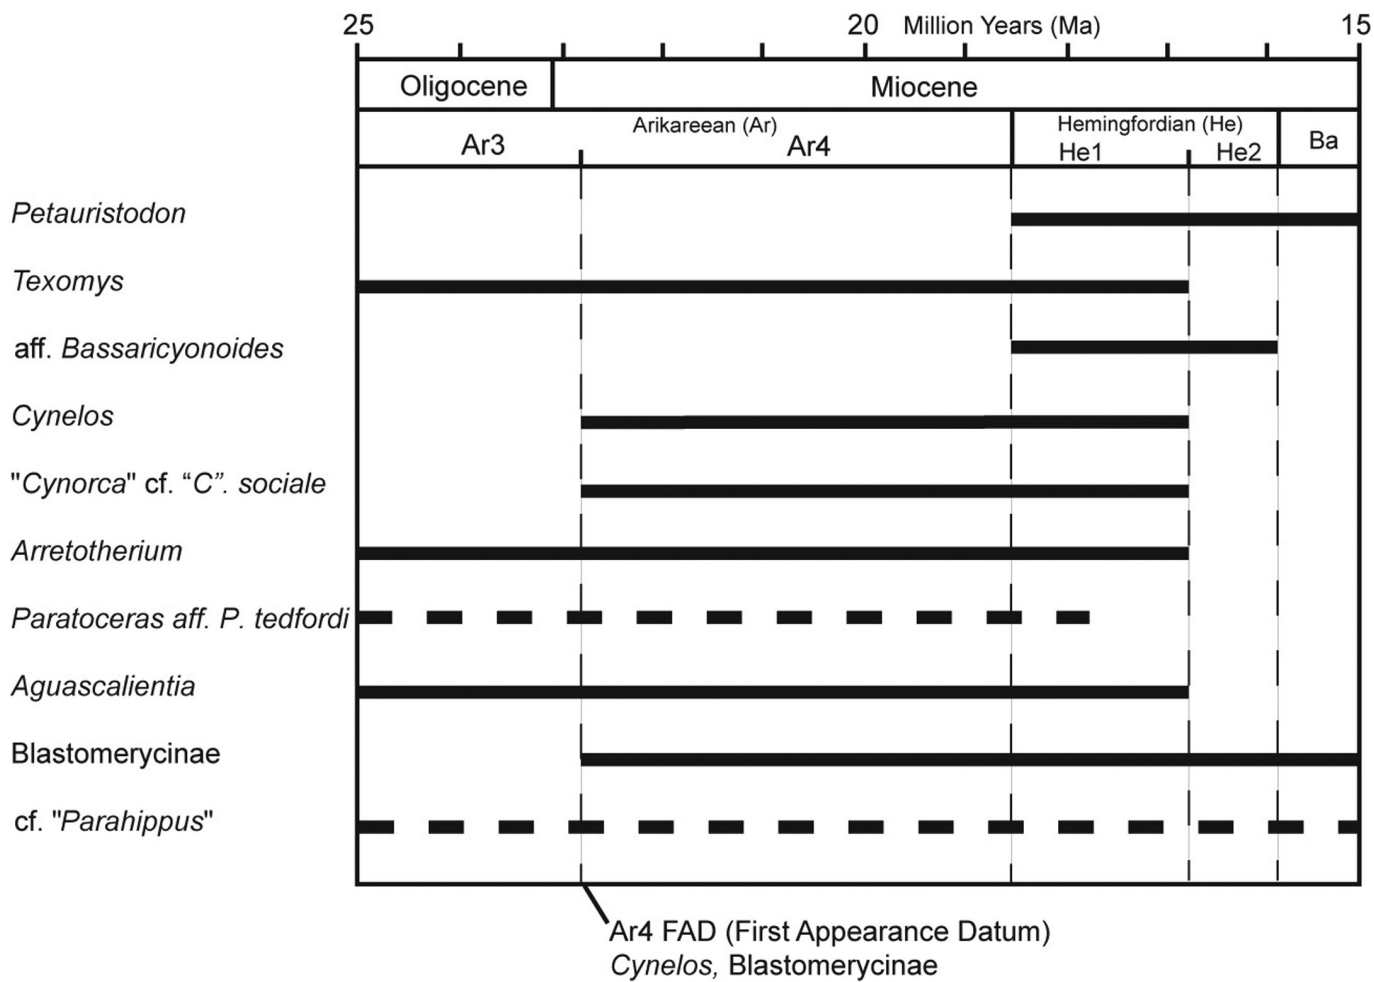 25 20 Million Years (Ma) 15
Oligocene Miocene
Arikareean (Ar) Hemingfordian (He)
Ar3 Ar4 He1 He2 Ba
Petauristodon
Texomys
aff. Bassaricyonoides
Cynelos
"Cynorca" cf. “C”. sociale
Arretotherium
Paratoceras aff. P. tedfordi
Aguascalientia
Blastomerycinae
cf. "Parahippus"
Ar4 FAD (First Appearance Datum)
Cynelos, Blastomerycinae